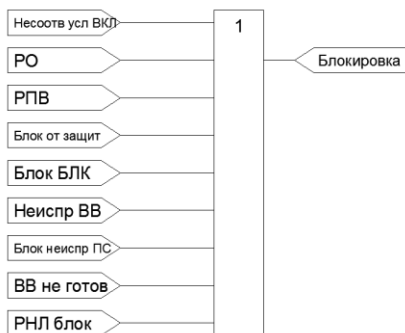 Несоотв усл ВКЛ
1
РО
Блокировка
РПВ
Блок от защит
Блок БЛК
Неиспр ВВ
Блок неиспр ПС
ВВ не готов
РНЛ блок